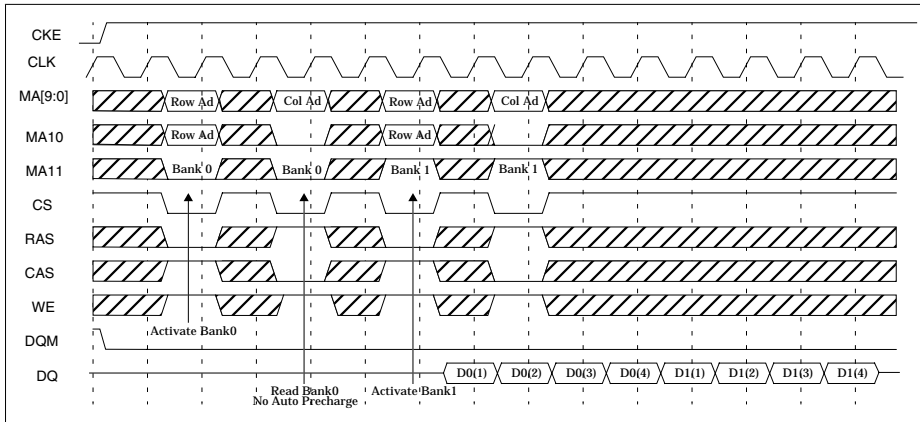 CKE
CLK
MA[9:0] Row Ad Col Ad Row Ad Col Ad
MA10 Row Ad Row Ad
MA11 Bank 0 Bank 0 Bank 1 Bank 1
CS
RAS
CAS
WE
Activate Bank0
DQM
DQ D0(1) D0(2) D0(3) D0(4) D1(1) D1(2) D1(3) D1(4)
Read Bank0 Activate Bank1
No Auto Precharge